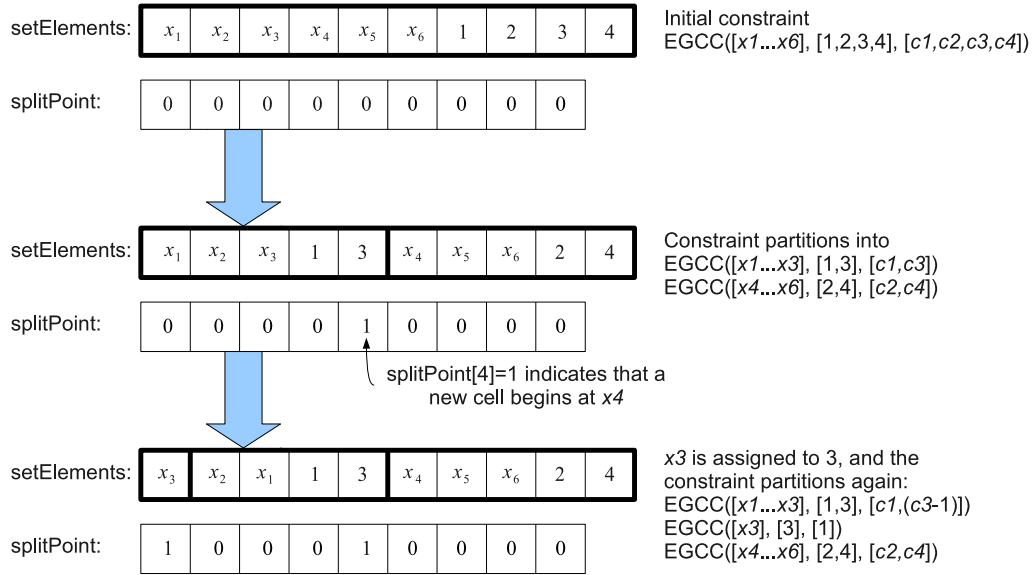 setElements: x1 x2 x3 x4 x5 x6 1 2 3 4
Initial constraint
EGCC([x1...x6], [1,2,3,4], [c1,c2,c3,c4])
splitPoint: 0 0 0 0 0 0 0 0 0
setElements: x1 x2 x3 1 3 x4 x5 x6 2 4
Constraint partitions into
EGCC([x1...x3], [1,3], [c1,c3])
EGCC([x4...x6], [2,4], [c2,c4])
splitPoint: 0 0 0 0 1 0 0 0 0
splitPoint[4]=1 indicates that a
new cell begins at x4
setElements: x3 x2 x1 1 3 x4 x5 x6 2 4
x3 is assigned to 3, and the
constraint partitions again:
EGCC([x1...x3], [1,3], [c1,(c3-1)])
EGCC([x3], [3], [1])
EGCC([x4...x6], [2,4], [c2,c4])
splitPoint: 1 0 0 0 1 0 0 0 0